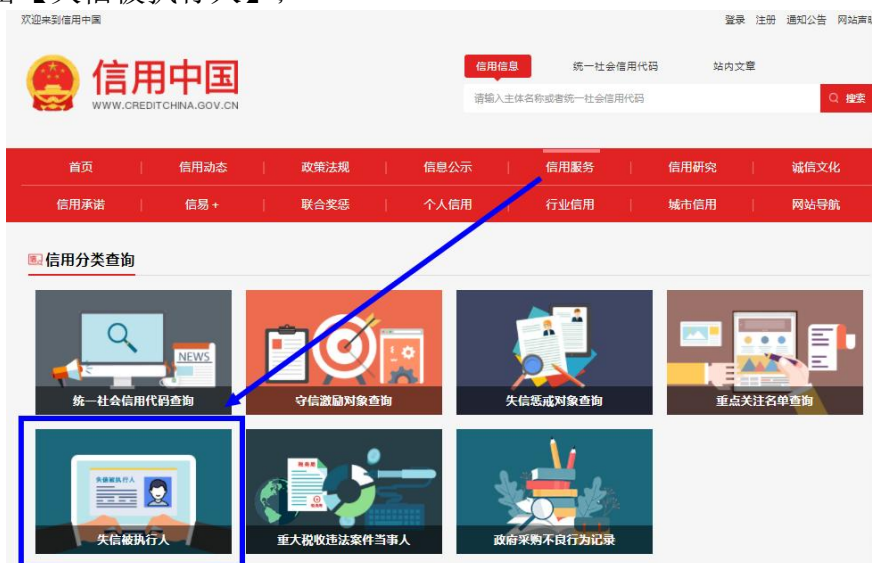 欢迎来到信用中国
登录 注册 通知公告 网站声明
信用中国
WWW.CREDITCHINA.GOV.CN
信用信息 统一社会信用代码 站内文章
请输入主体名称或者统一社会信用代码 搜索
首页 信用动态 政策法规 信息公示 信用服务 信用研究 诚信文化
信用承诺 信易+ 联合奖惩 个人信用 行业信用 城市信用 网站导航
信用分类查询
NEWS
统一社会信用代码查询 守信激励对象查询 失信惩戒对象查询 重点关注名单查询
失信被执行人
失信被执行人 重大税收违法案件当事人 政府采购不良行为记录